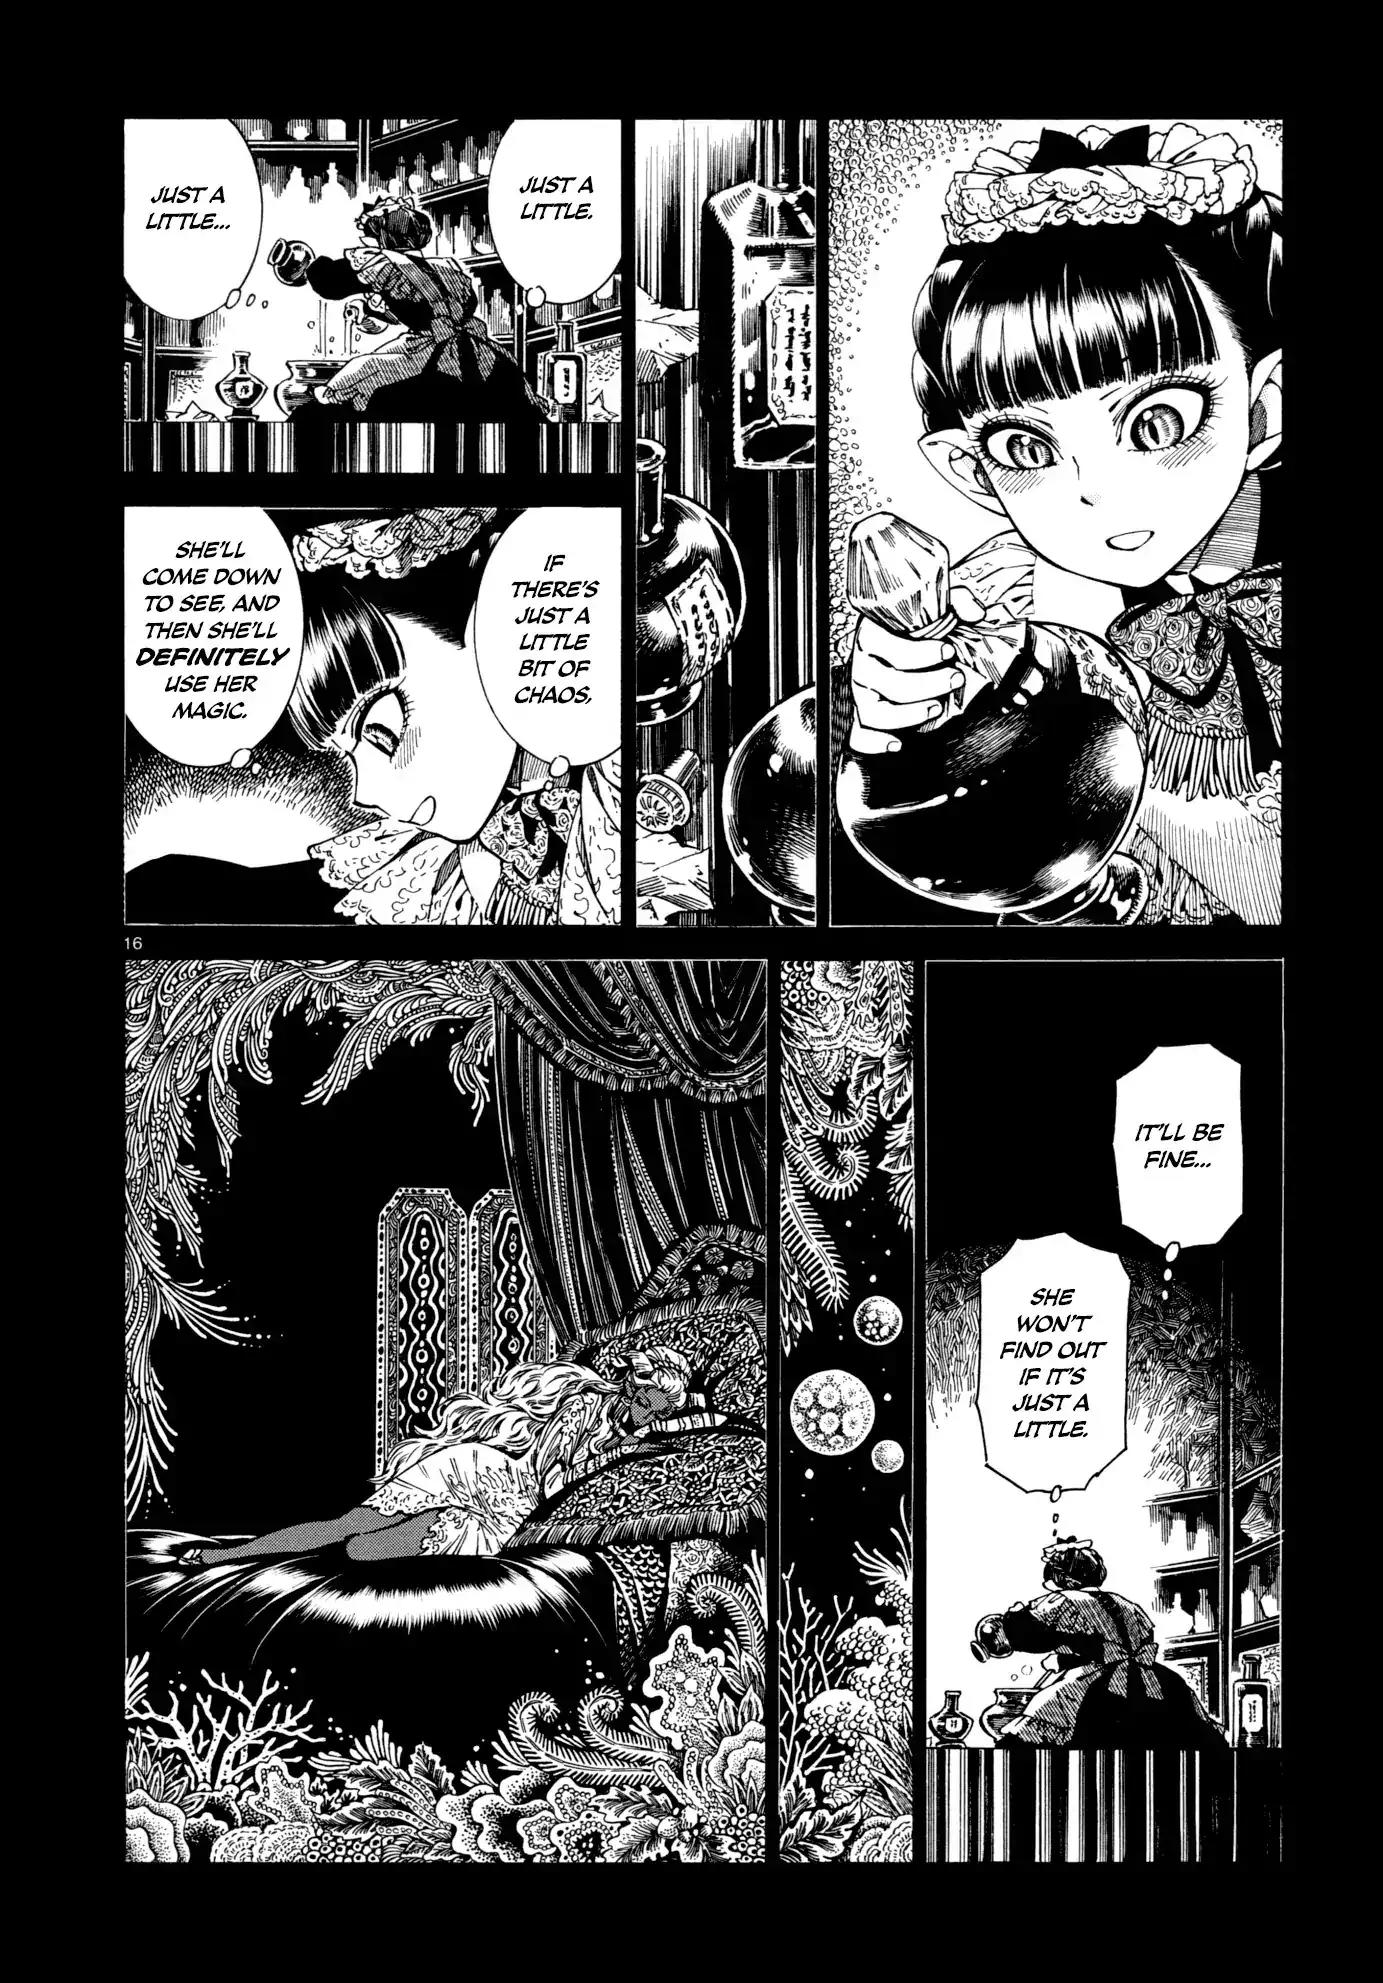 JUST A
LITTLE.
JUST A
LITTLE...
IF
THERE'S
JUST A
LITTLE
BIT OF
CHAOS,
SHE'LL
COME DOWN
TO SEE, AND
THEN SHE'LL
DEFINITELY
USE HER
MAGIC.
16
IT'LL BE
FINE...
SHE
WON'T
FIND OUT
IF IT'S
JUST A
LITTLE.